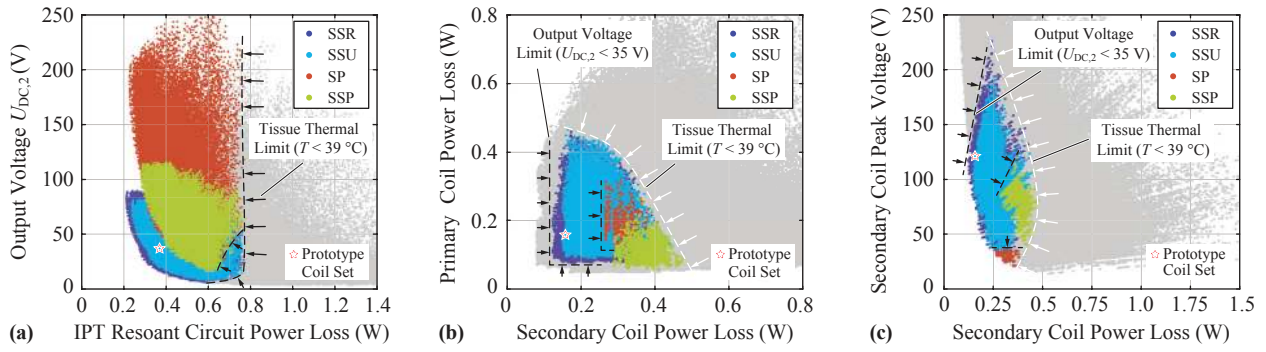 Output Voltage U_DC,2 (V)
250
200
150
100
50
0
SSR
SSU
SP
SSP
Tissue Thermal
Limit (T < 39 °C)
Prototype
Coil Set
0
0.2
0.4
0.6
0.8
1.0
1.2
1.4
(a)
IPT Resoant Circuit Power Loss (W)
Primary Coil Power Loss (W)
0.8
0.6
0.4
0.2
0
Output Voltage
Limit (U_DC,2 < 35 V)
SSR
SSU
SP
SSP
Tissue Thermal
Limit (T < 39 °C)
Prototype
Coil Set
0
0.2
0.4
0.6
0.8
(b)
Secondary Coil Power Loss (W)
Secondary Coil Peak Voltage (V)
250
200
150
100
50
0
Output Voltage
Limit (U_DC,2 < 35 V)
SSR
SSU
SP
SSP
Tissue Thermal
Limit (T < 39 °C)
Prototype
Coil Set
0
0.25
0.5
0.75
1.0
1.25
1.5
(c)
Secondary Coil Power Loss (W)